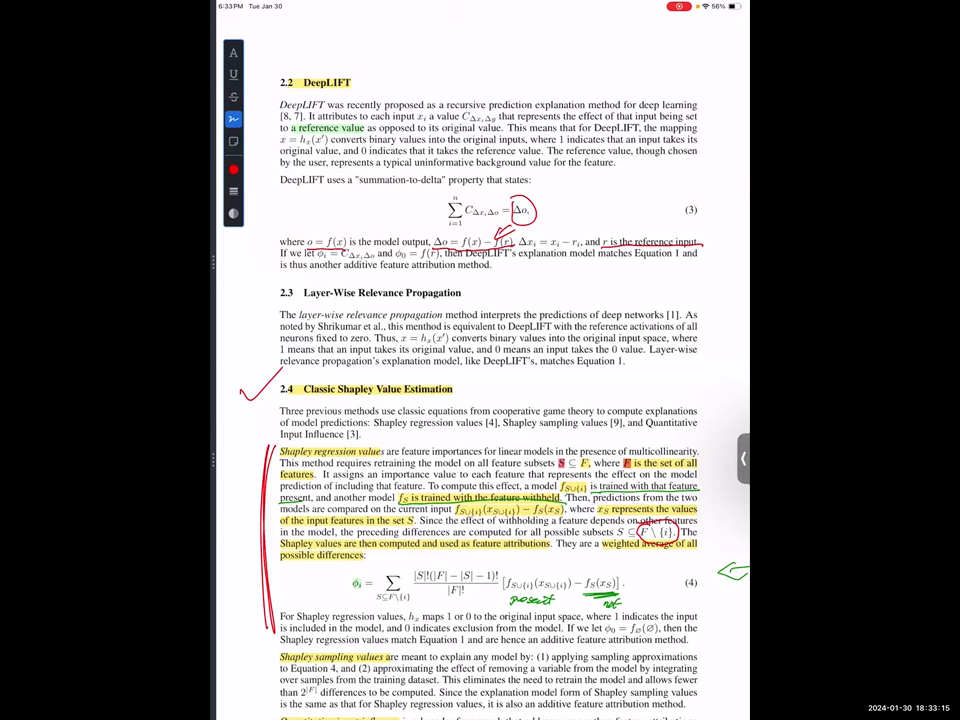 6:33 PM Tue Jan 30
56%
A
U
S
2.2 DeepLIFT
DeepLIFT was recently proposed as a recursive prediction explanation method for deep learning
[8, 7]. It attributes to each input xᵢ a value C_{Δxᵢ Δy} that represents the effect of that input being set
to a reference value as opposed to its original value. This means that for DeepLIFT, the mapping
x = hₓ(x′) converts binary values into the original inputs, where 1 indicates that an input takes its
original value, and 0 indicates that it takes the reference value. The reference value, though chosen
by the user, represents a typical uninformative background value for the feature.
DeepLIFT uses a "summation-to-delta" property that states:
∑_{i=1}^{n} C_{Δxᵢ Δo} = Δo, (3)
where o = f(x) is the model output, Δo = f(x) − f(r), Δxᵢ = xᵢ − rᵢ, and r is the reference input.
If we let φᵢ = C_{Δxᵢ Δo} and φ₀ = f(r), then DeepLIFT's explanation model matches Equation 1 and
is thus another additive feature attribution method.
2.3 Layer-Wise Relevance Propagation
The layer-wise relevance propagation method interprets the predictions of deep networks [1]. As
noted by Shrikumar et al., this menthod is equivalent to DeepLIFT with the reference activations of all
neurons fixed to zero. Thus, x = hₓ(x′) converts binary values into the original input space, where
1 means that an input takes its original value, and 0 means an input takes the 0 value. Layer-wise
relevance propagation's explanation model, like DeepLIFT's, matches Equation 1.
2.4 Classic Shapley Value Estimation
Three previous methods use classic equations from cooperative game theory to compute explanations
of model predictions: Shapley regression values [4], Shapley sampling values [9], and Quantitative
Input Influence [3].
Shapley regression values are feature importances for linear models in the presence of multicollinearity.
This method requires retraining the model on all feature subsets S ⊆ F, where F is the set of all
features. It assigns an importance value to each feature that represents the effect on the model
prediction of including that feature. To compute this effect, a model f_{S∪{i}} is trained with that feature
present, and another model f_S is trained with the feature withheld. Then, predictions from the two
models are compared on the current input f_{S∪{i}}(x_{S∪{i}}) − f_S(x_S), where x_S represents the values
of the input features in the set S. Since the effect of withholding a feature depends on other features
in the model, the preceding differences are computed for all possible subsets S ⊆ F \ {i}. The
Shapley values are then computed and used as feature attributions. They are a weighted average of all
possible differences:
φᵢ = ∑_{S⊆F\{i}} |S|!(|F| − |S| − 1)! / |F|! [f_{S∪{i}}(x_{S∪{i}}) − f_S(x_S)]. (4)
present not
For Shapley regression values, hₓ maps 1 or 0 to the original input space, where 1 indicates the input
is included in the model, and 0 indicates exclusion from the model. If we let φ₀ = f_∅(∅), then the
Shapley regression values match Equation 1 and are hence an additive feature attribution method.
Shapley sampling values are meant to explain any model by: (1) applying sampling approximations
to Equation 4, and (2) approximating the effect of removing a variable from the model by integrating
over samples from the training dataset. This eliminates the need to retrain the model and allows fewer
than 2^{|F|} differences to be computed. Since the explanation model form of Shapley sampling values
is the same as that for Shapley regression values, it is also an additive feature attribution method.
2024-01-30 18:33:15